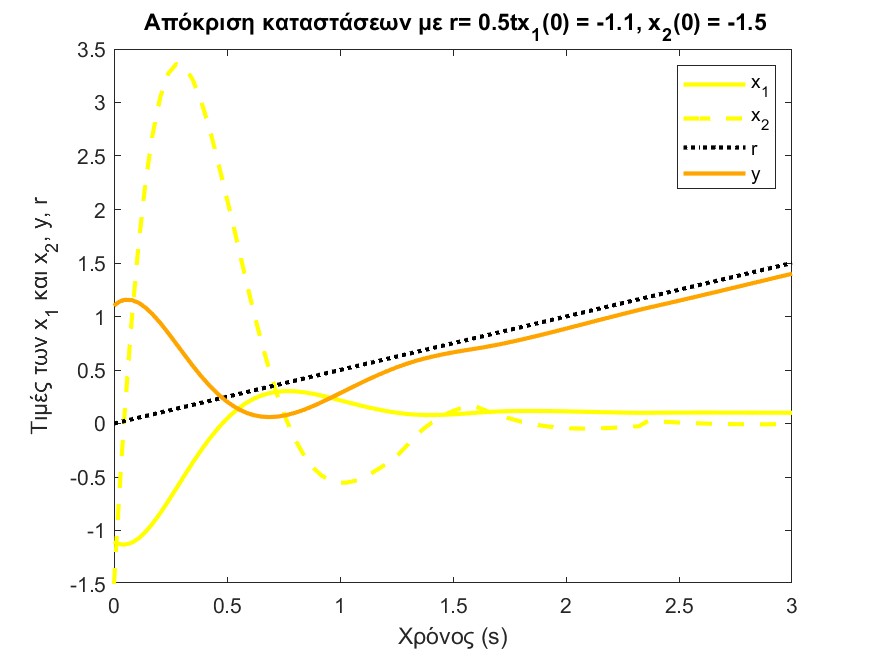 Απόκριση καταστάσεων με r= 0.5tx₁(0) = -1.1, x₂(0) = -1.5
3.5
3
2.5
2
1.5
1
0.5
0
-0.5
-1
-1.5
Τιμές των x₁ και x₂, y, r
x₁
x₂
r
y
0
0.5
1
1.5
2
2.5
3
Χρόνος (s)